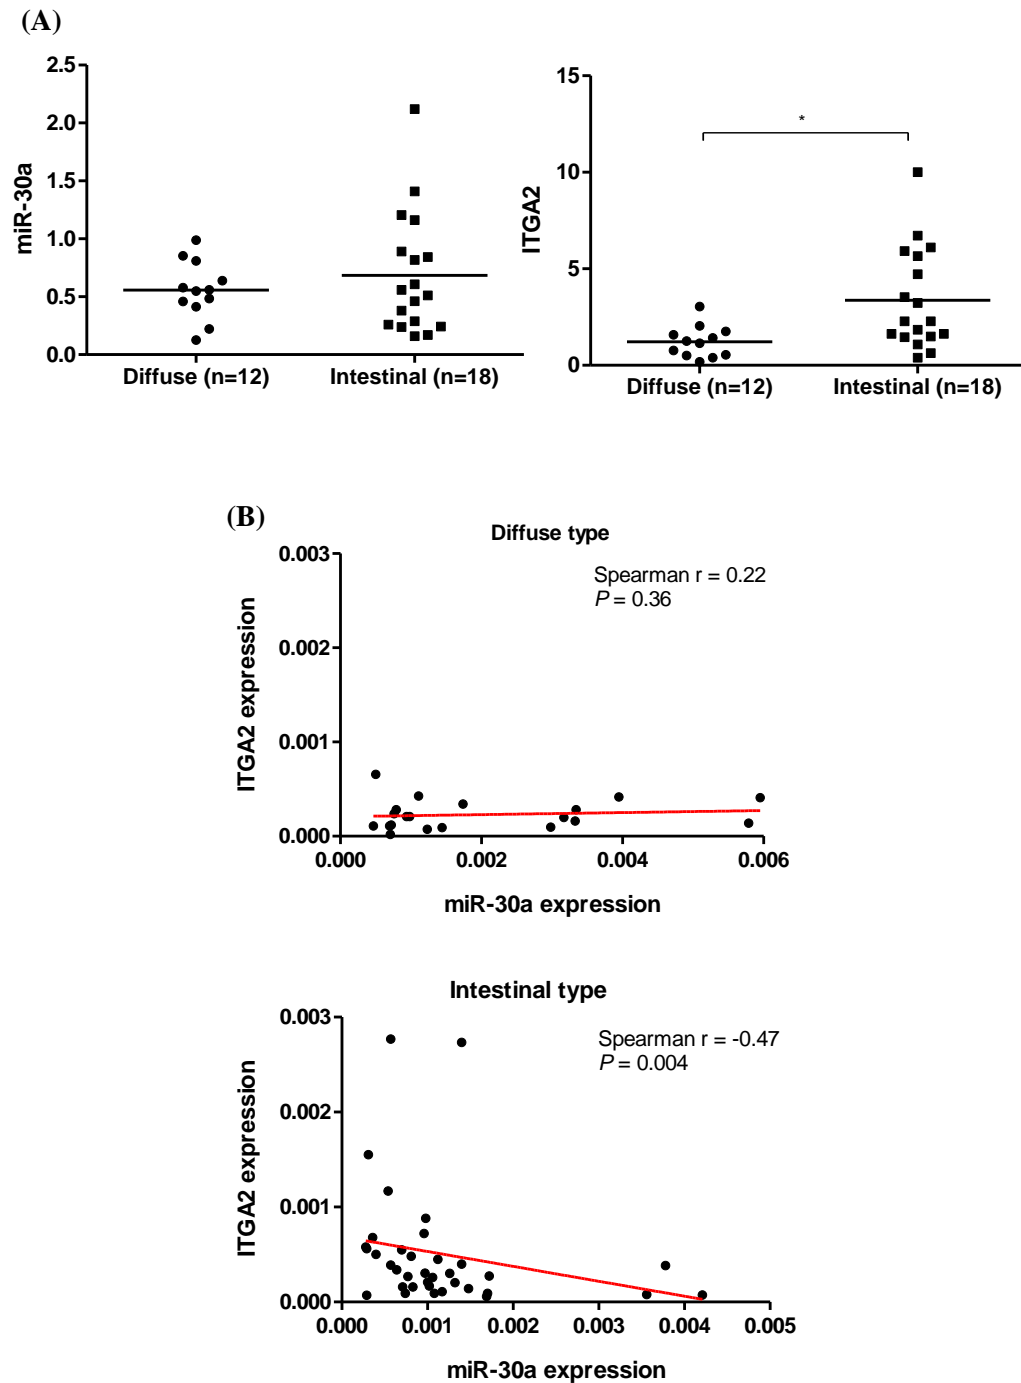 (A)
miR-30a
2.5
2.0
1.5
1.0
0.5
0.0
Diffuse (n=12)
Intestinal (n=18)
ITGA2
15
10
5
0
*
Diffuse (n=12)
Intestinal (n=18)
(B)
Diffuse type
Spearman r = 0.22
P = 0.36
ITGA2 expression
0.003
0.002
0.001
0.000
0.000
0.002
0.004
0.006
miR-30a expression
Intestinal type
Spearman r = -0.47
P = 0.004
ITGA2 expression
0.003
0.002
0.001
0.000
0.000
0.001
0.002
0.003
0.004
0.005
miR-30a expression